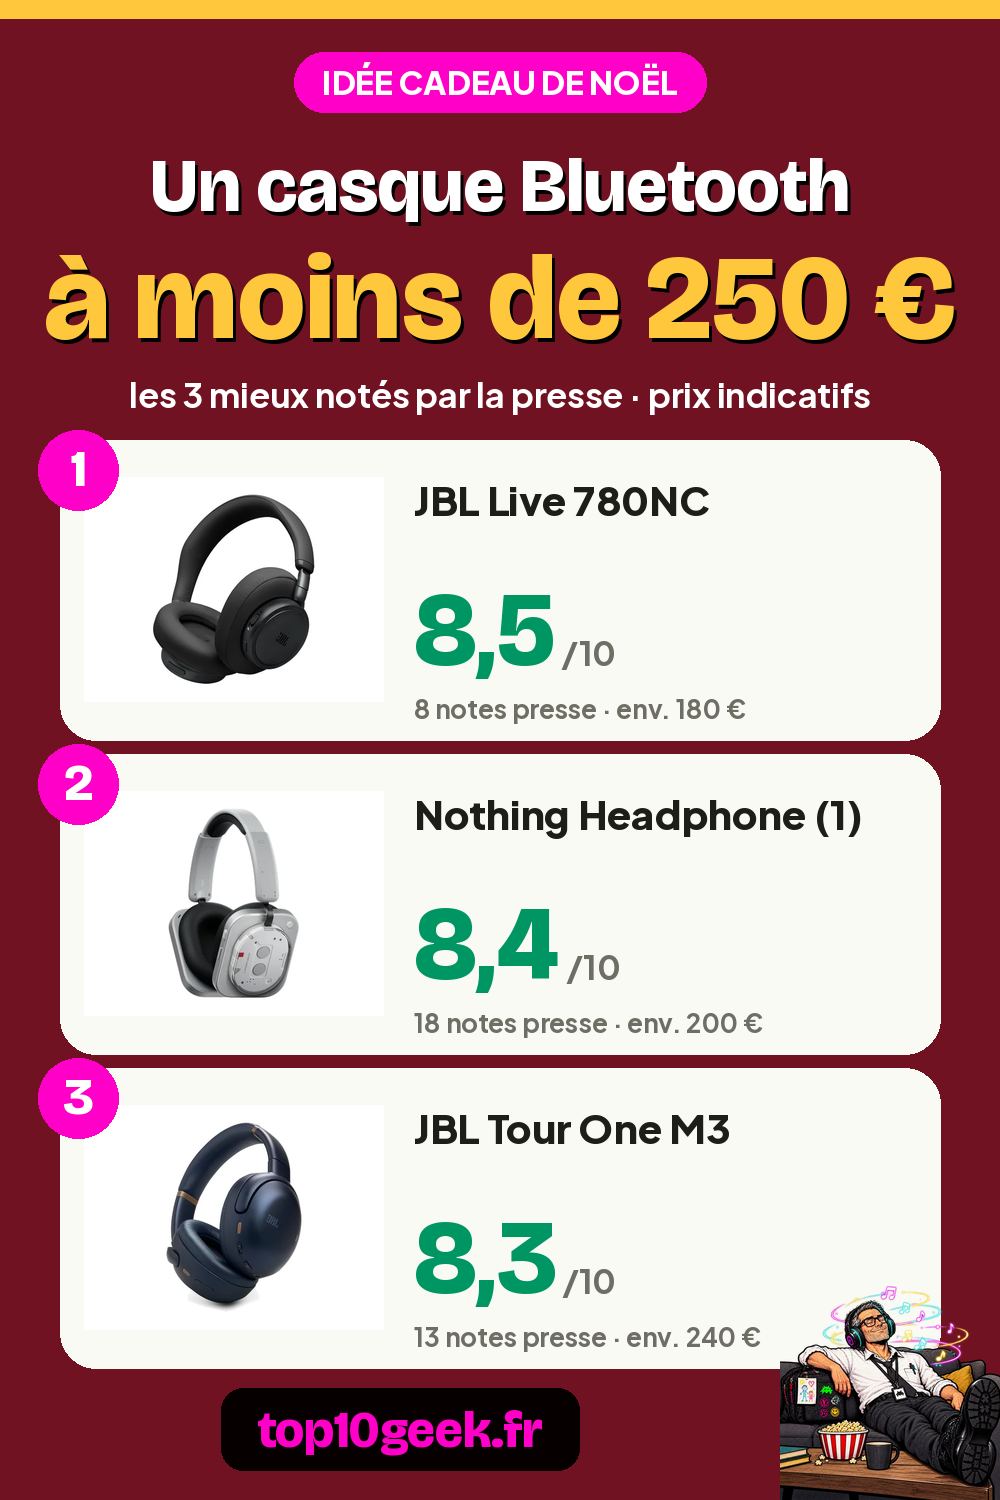 IDÉE CADEAU DE NOËL
Un casque Bluetooth
à moins de 250 €
les 3 mieux notés par la presse · prix indicatifs
1
JBL Live 780NC
JBL
8,5 /10
8 notes presse · env. 180 €
2
Nothing Headphone (1)
8,4 /10
18 notes presse · env. 200 €
3
JBL Tour One M3
JBL
8,3 /10
13 notes presse · env. 240 €
top10geek.fr